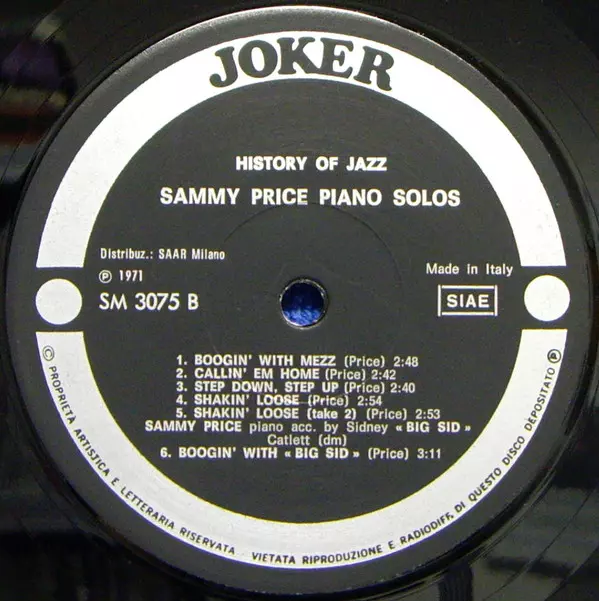 JOKER
HISTORY OF JAZZ
SAMMY PRICE PIANO SOLOS
Distribuz.: SAAR Milano
℗ 1971
SM 3075 B
Made in Italy
SIAE
1. BOOGIN' WITH MEZZ (Price) 2:48
2. CALLIN' EM HOME (Price) 2:42
3. STEP DOWN, STEP UP (Price) 2:40
4. SHAKIN' LOOSE (Price) 2:54
5. SHAKIN' LOOSE (take 2) (Price) 2:53
SAMMY PRICE piano acc. by Sidney « BIG SID »
Catlett (dm)
6. BOOGIN' WITH « BIG SID » (Price) 3:11
© PROPRIETA ARTISTICA E LETTERARIA RISERVATA - VIETATA RIPRODUZIONE E RADIODIFF. DI QUESTO DISCO DEPOSITATO ℗